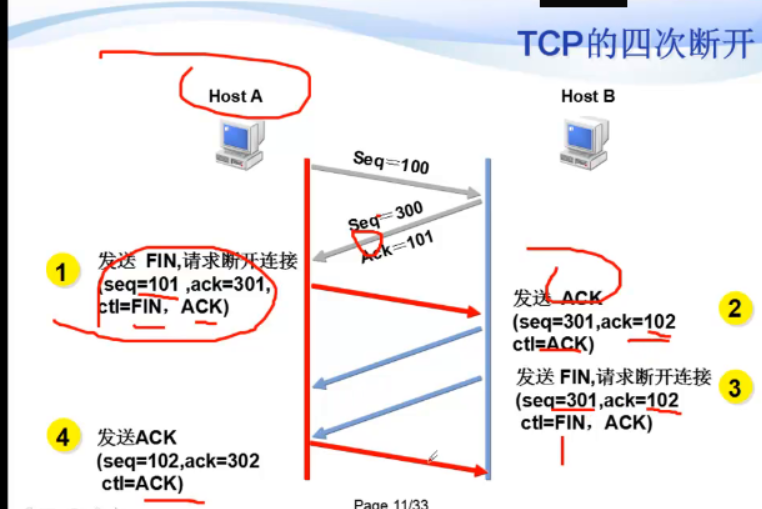 TCP的四次断开
Host A
Host B
Seq=100
Seq=300
Ack=101
1
发送 FIN,请求断开连接
(seq=101 ,ack=301,
ctl=FIN，ACK)
发送 ACK
(seq=301,ack=102
ctl=ACK)
2
发送 FIN,请求断开连接
(seq=301,ack=102
ctl=FIN，ACK)
3
4
发送ACK
(seq=102,ack=302
ctl=ACK)
Page 11/33